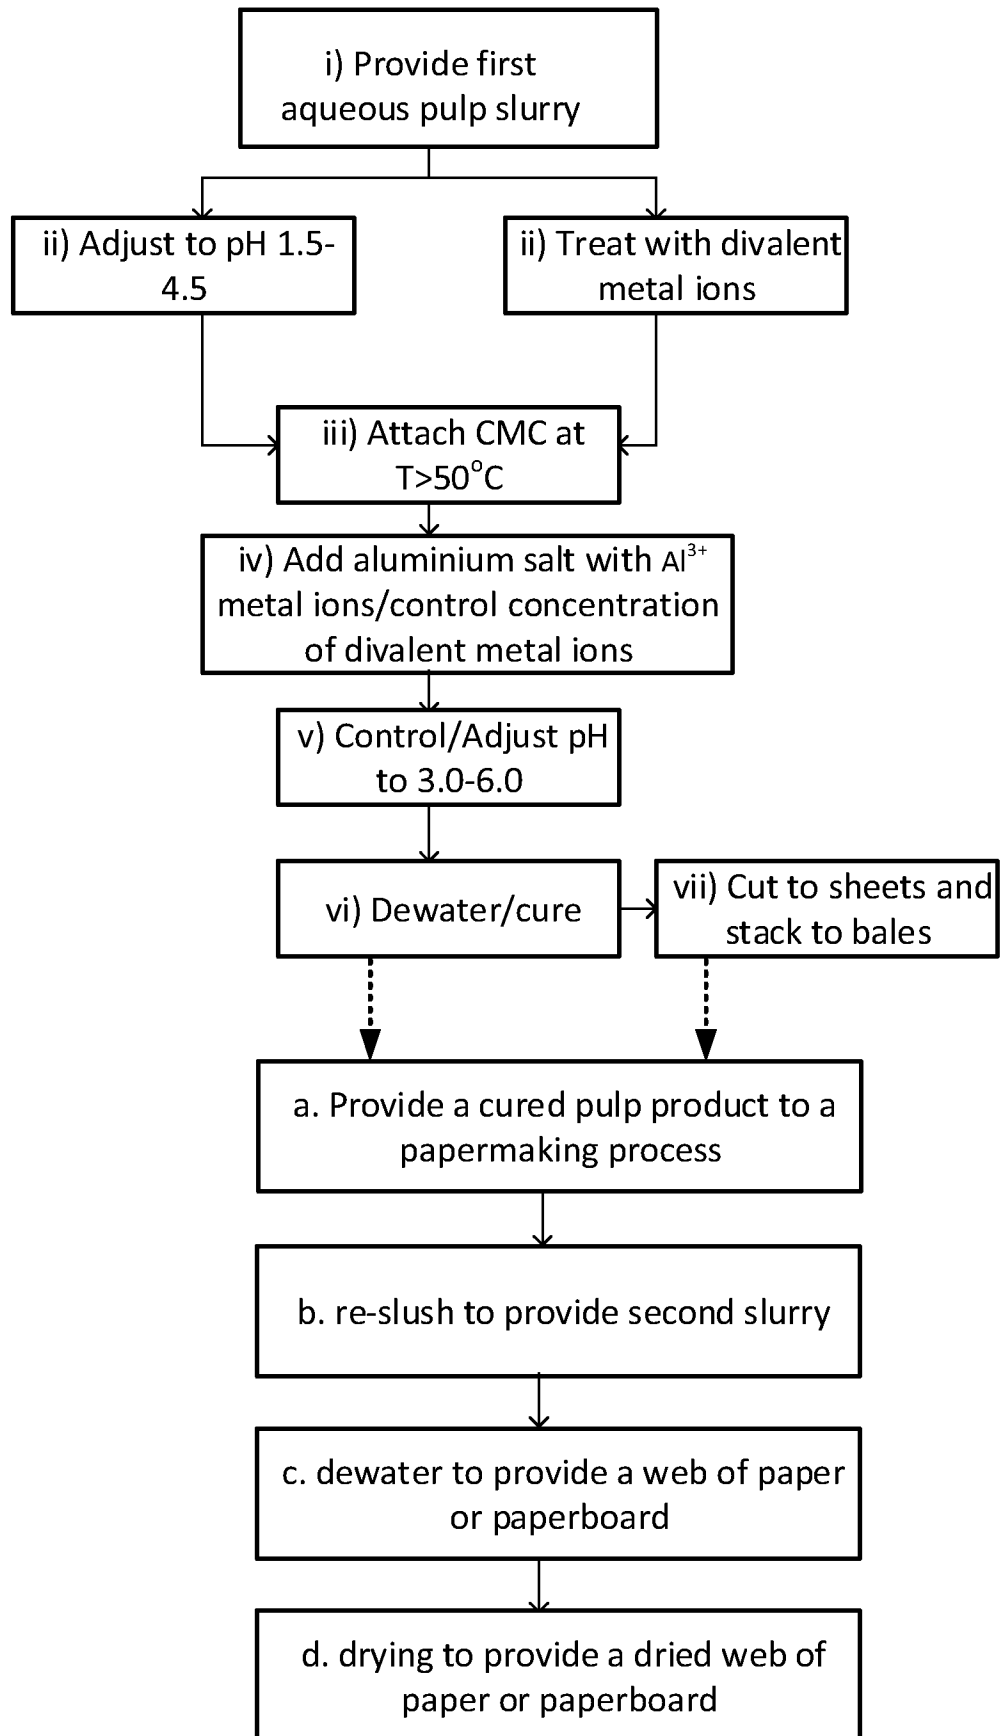 i) Provide first
aqueous pulp slurry
ii) Adjust to pH 1.5-
4.5
ii) Treat with divalent
metal ions
iii) Attach CMC at
T>50°C
iv) Add aluminium salt with Al³⁺
metal ions/control concentration
of divalent metal ions
v) Control/Adjust pH
to 3.0-6.0
vi) Dewater/cure
vii) Cut to sheets and
stack to bales
a. Provide a cured pulp product to a
papermaking process
b. re-slush to provide second slurry
c. dewater to provide a web of paper
or paperboard
d. drying to provide a dried web of
paper or paperboard